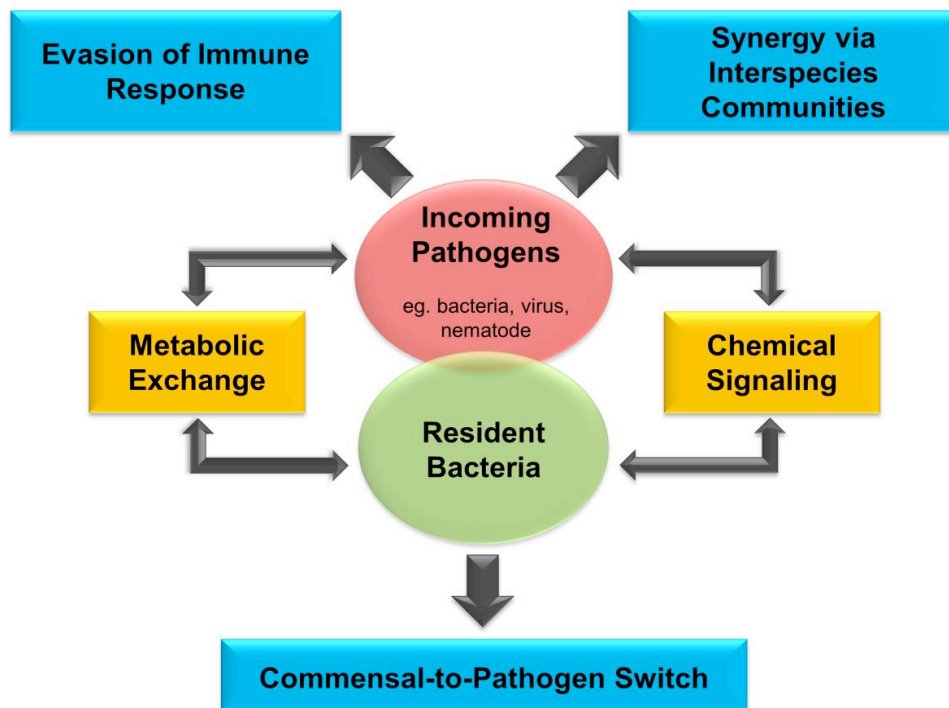 Evasion of Immune
Response
Synergy via
Interspecies
Communities
Incoming
Pathogens
eg. bacteria, virus,
nematode
Metabolic
Exchange
Chemical
Signaling
Resident
Bacteria
Commensal-to-Pathogen Switch